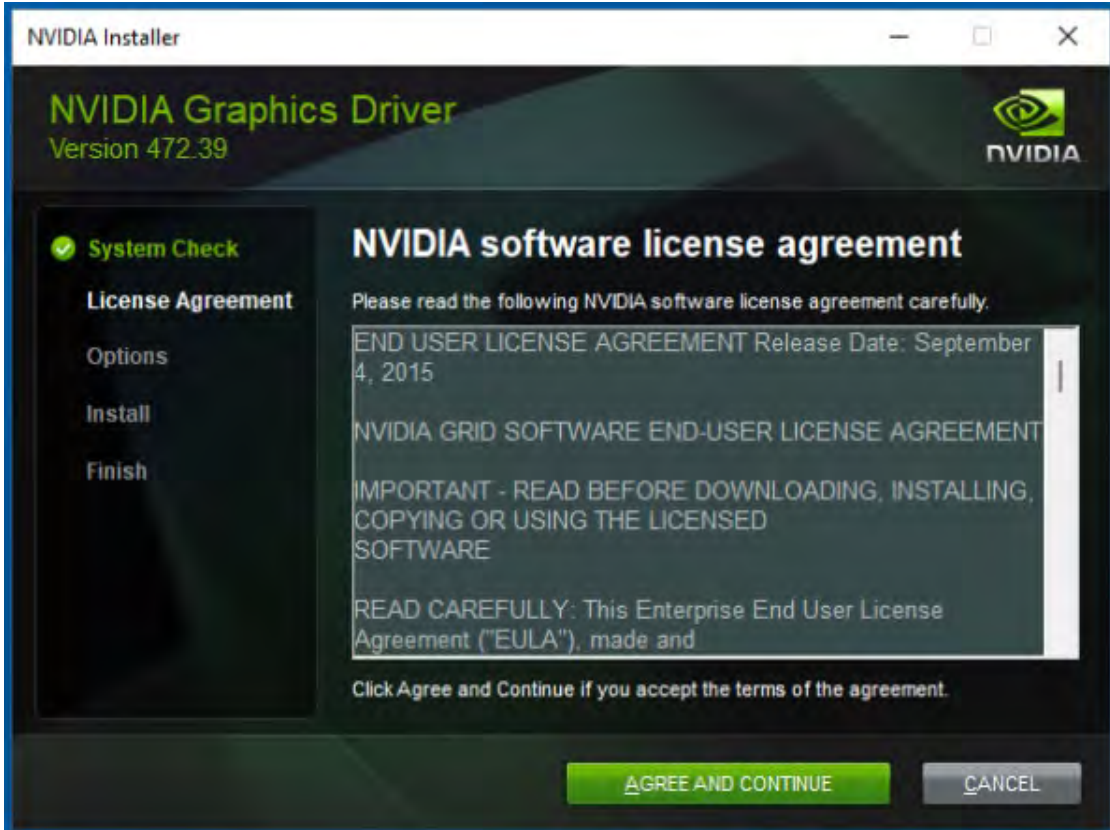 NVIDIA Installer
NVIDIA Graphics Driver
Version 472.39
NVIDIA
System Check
License Agreement
Options
Install
Finish
NVIDIA software license agreement
Please read the following NVIDIA software license agreement carefully.
END USER LICENSE AGREEMENT Release Date: September
4, 2015
NVIDIA GRID SOFTWARE END-USER LICENSE AGREEMENT
IMPORTANT - READ BEFORE DOWNLOADING, INSTALLING,
COPYING OR USING THE LICENSED
SOFTWARE
READ CAREFULLY: This Enterprise End User License
Agreement ("EULA"), made and
Click Agree and Continue if you accept the terms of the agreement.
AGREE AND CONTINUE
CANCEL